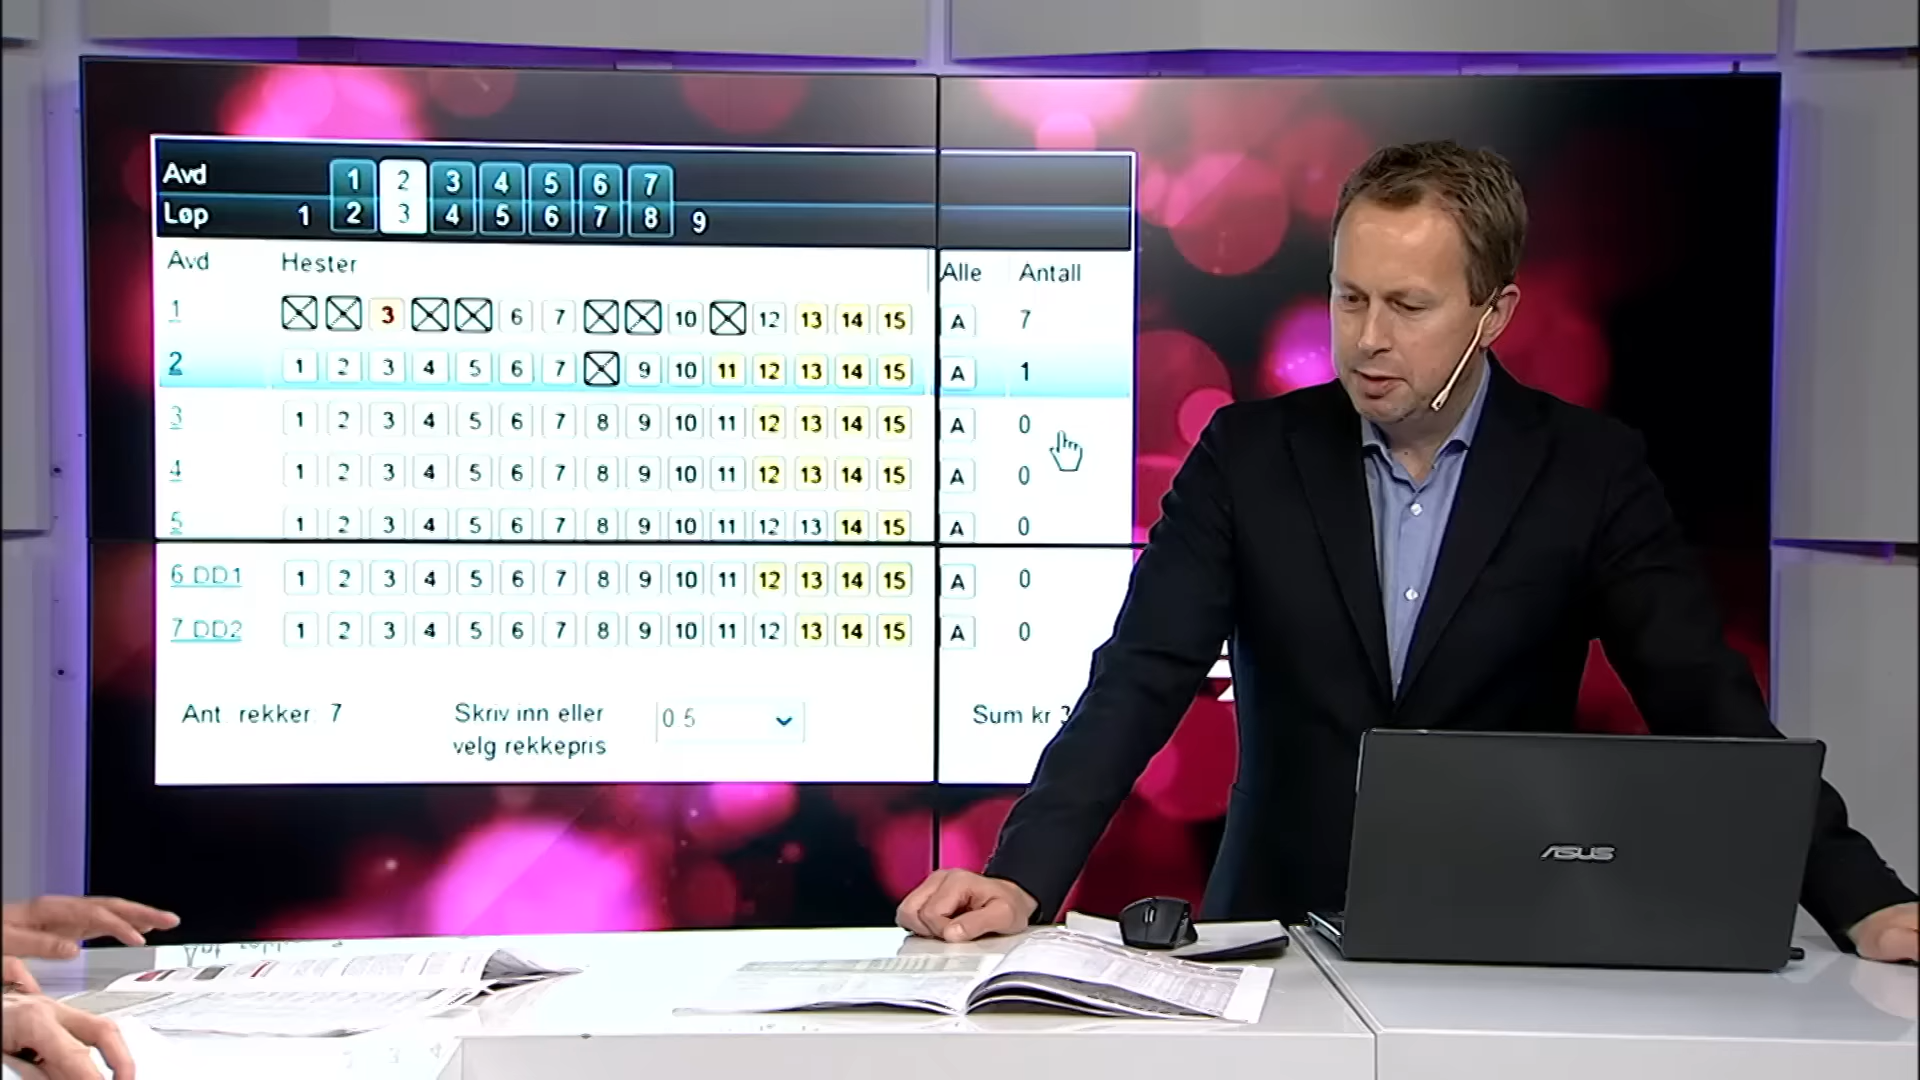 Avd 1 2 3 4 5 6 7
Løp 1 2 3 4 5 6 7 8 9
Avd Hester Alle Antall
1 3 6 7 10 12 13 14 15 A 7
2 1 2 3 4 5 6 7 9 10 11 12 13 14 15 A 1
3 1 2 3 4 5 6 7 8 9 10 11 12 13 14 15 A 0
4 1 2 3 4 5 6 7 8 9 10 11 12 13 14 15 A 0
5 1 2 3 4 5 6 7 8 9 10 11 12 13 14 15 A 0
6 DD1 1 2 3 4 5 6 7 8 9 10 11 12 13 14 15 A 0
7 DD2 1 2 3 4 5 6 7 8 9 10 11 12 13 14 15 A 0
Ant. rekker: 7 Skriv inn eller 0 5 Sum kr 3
velg rekkepris
ASUS